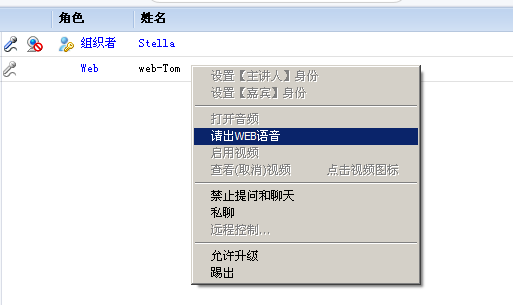 角色 姓名
组织者 Stella
Web web-Tom
设置【主讲人】身份
设置【嘉宾】身份
打开音频
请出WEB语音
启用视频
查看(取消)视频 点击视频图标
禁止提问和聊天
私聊
远程控制...
允许升级
踢出